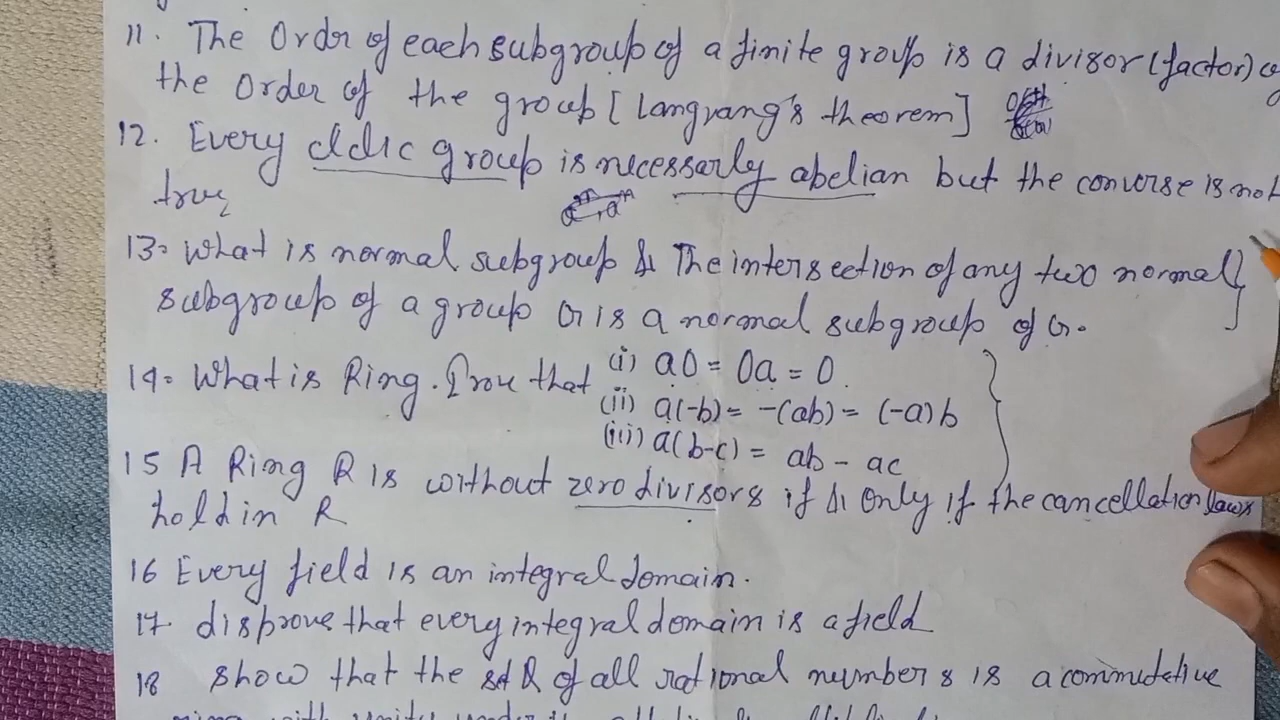 11. The Order of each subgroup of a finite group is a divisor (factor) of
the Order of the group [Langrang's theorem]
12. Every cldic group is necessarly abelian but the converse is not
true
13. What is normal subgroup & The intersection of any two normal
subgroup of a group G is a normal subgroup of G.
14. What is Ring. Prove that (i) a0 = 0a = 0.
(ii) a(-b) = -(ab) = (-a)b
(iii) a(b-c) = ab - ac
15 A Ring R is without zero divisors if & only if the cancellation laws
hold in R
16 Every field is an integral domain.
17. disprove that every integral domain is a field
18 Show that the set Q of all rational numbers is a commutative